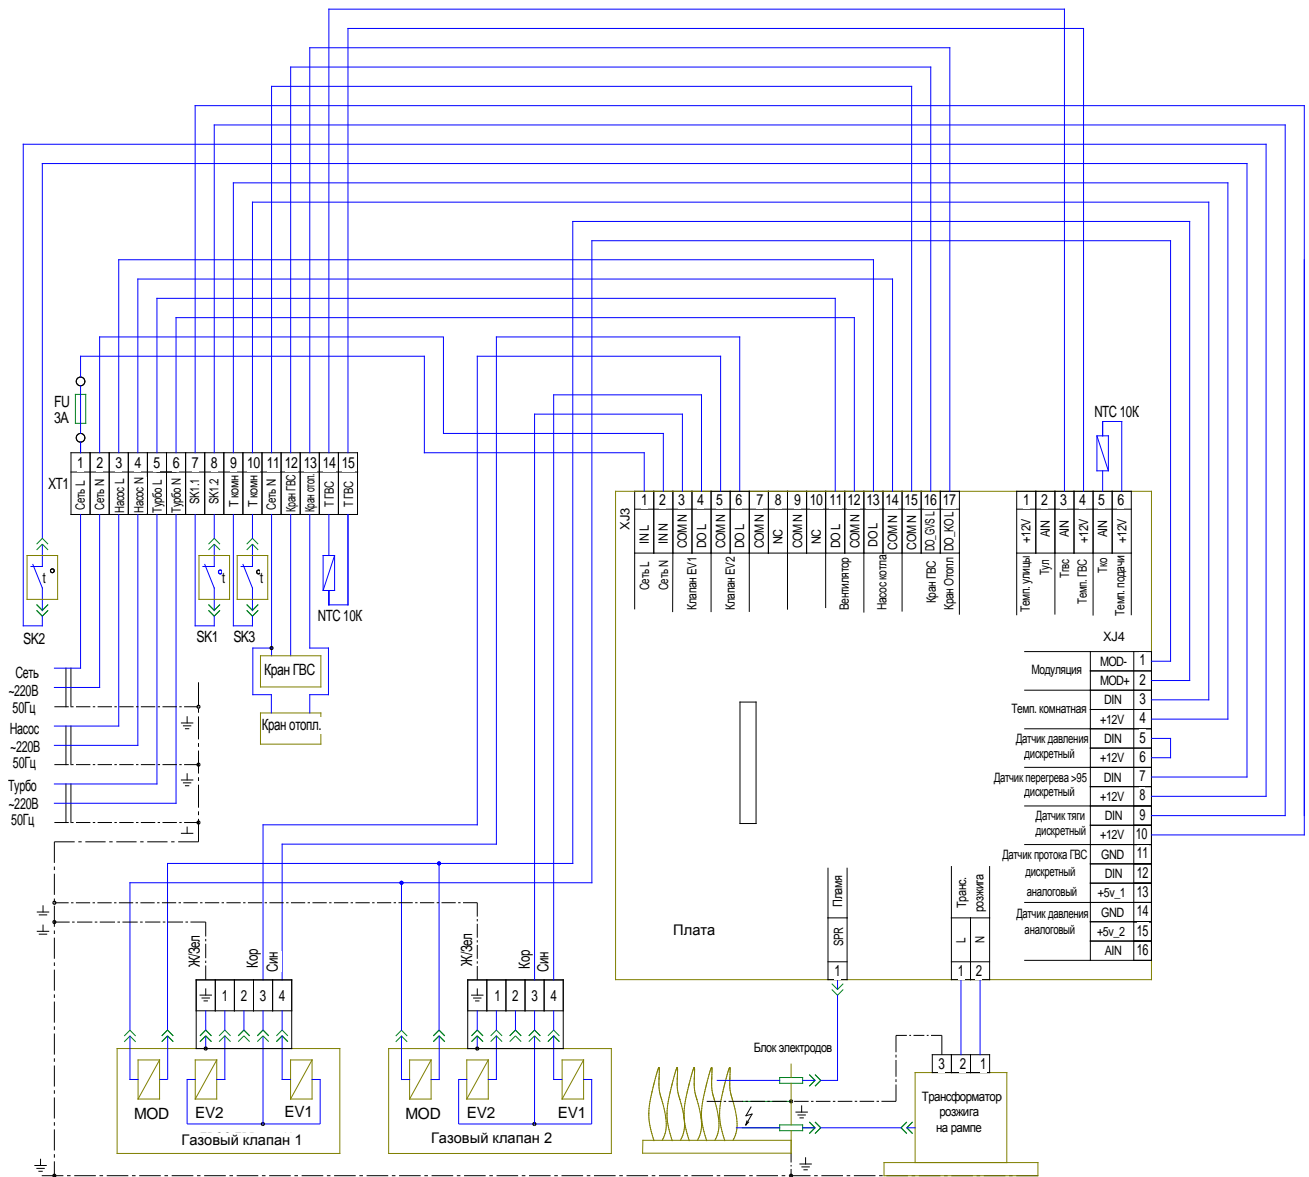 FU
3А
XT1
1 2 3 4 5 6 7 8 9 10 11 12 13 14 15
Сеть L
Сеть N
Насос L
Насос N
Турбо L
Турбо N
SK1.1
SK1.2
Т комн
Т комн
Сеть N
Кран ГВС
Кран отоп.
Т ГВС
Т ГВС
t°
t°
t°
SK2
SK1
SK3
NTC 10К
Кран ГВС
Кран отопл.
Сеть
~220В
50Гц
Насос
~220В
50Гц
Турбо
~220В
50Гц
XJ3
1 2 3 4 5 6 7 8 9 10 11 12 13 14 15 16 17
IN L
IN N
COM N
DO L
COM N
DO L
COM N
NC
COM N
NC
DO L
COM N
DO L
COM N
COM N
DO_GVS L
DO_KO L
Сеть L
Сеть N
Клапан EV1
Клапан EV2
Вентилятор
Насос котла
Кран ГВС
Кран Отопл
NTC 10К
1 2 3 4 5 6
+12V
AIN
AIN
+12V
AIN
+12V
Темп. улицы
Тул
Тгвс
Темп. ГВС
Тко
Темп. подачи
XJ4
Модуляция
MOD- 1
MOD+ 2
Темп. комнатная
DIN 3
+12V 4
Датчик давления
дискретный
DIN 5
+12V 6
Датчик перегрева >95
дискретный
DIN 7
+12V 8
Датчик тяги
дискретный
DIN 9
+12V 10
Датчик протока ГВС
GND 11
дискретный
DIN 12
аналоговый
+5v_1 13
Датчик давления
аналоговый
GND 14
+5v_2 15
AIN 16
Плата
Пламя
SPR
1
Транс.
розжига
L
N
1 2
Ж/Зел
Кор
Син
1 2 3 4
MOD
EV2
EV1
Газовый клапан 1
Ж/Зел
Кор
Син
1 2 3 4
MOD
EV2
EV1
Газовый клапан 2
Блок электродов
3 2 1
Трансформатор
розжига
на рампе